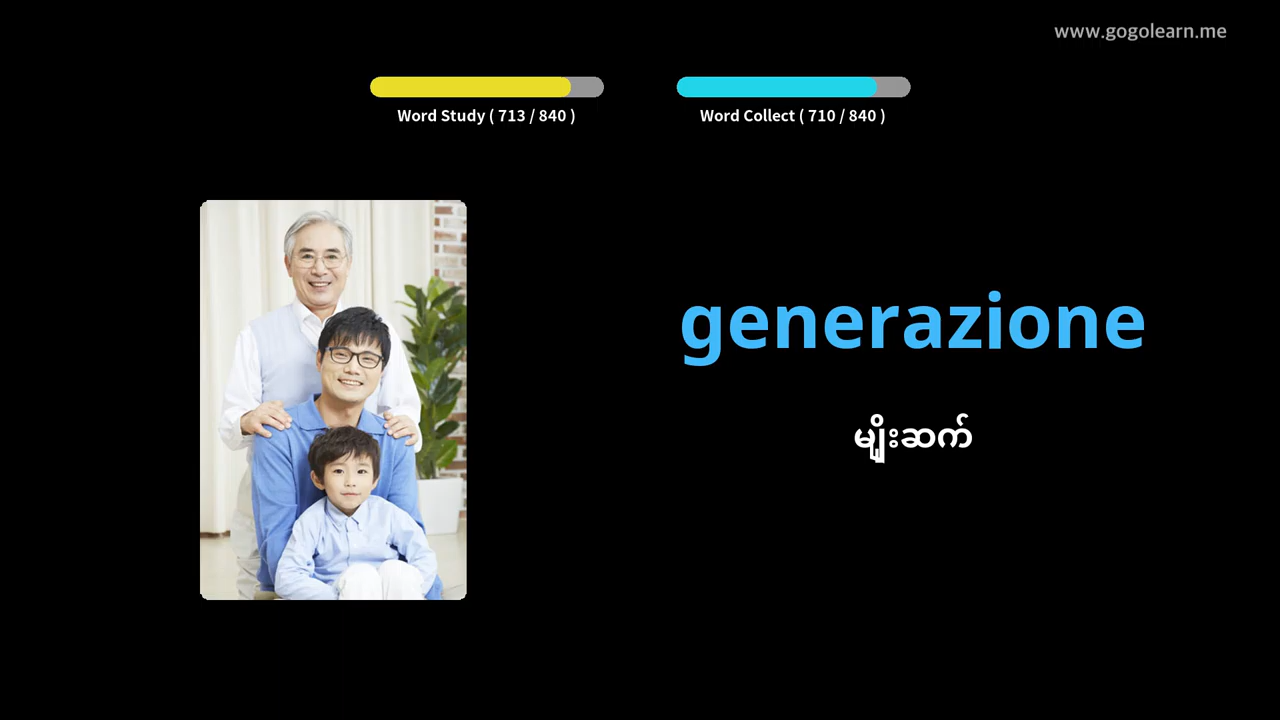 www.gogolearn.me
Word Study ( 713 / 840 )
Word Collect ( 710 / 840 )
generazione
မျိုးဆက်